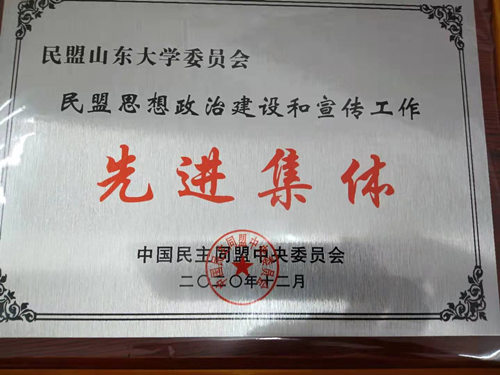 民盟山东大学委员会
民盟思想政治建设和宣传工作
先进集体
中国民主同盟中央委员会
二〇二〇年十二月